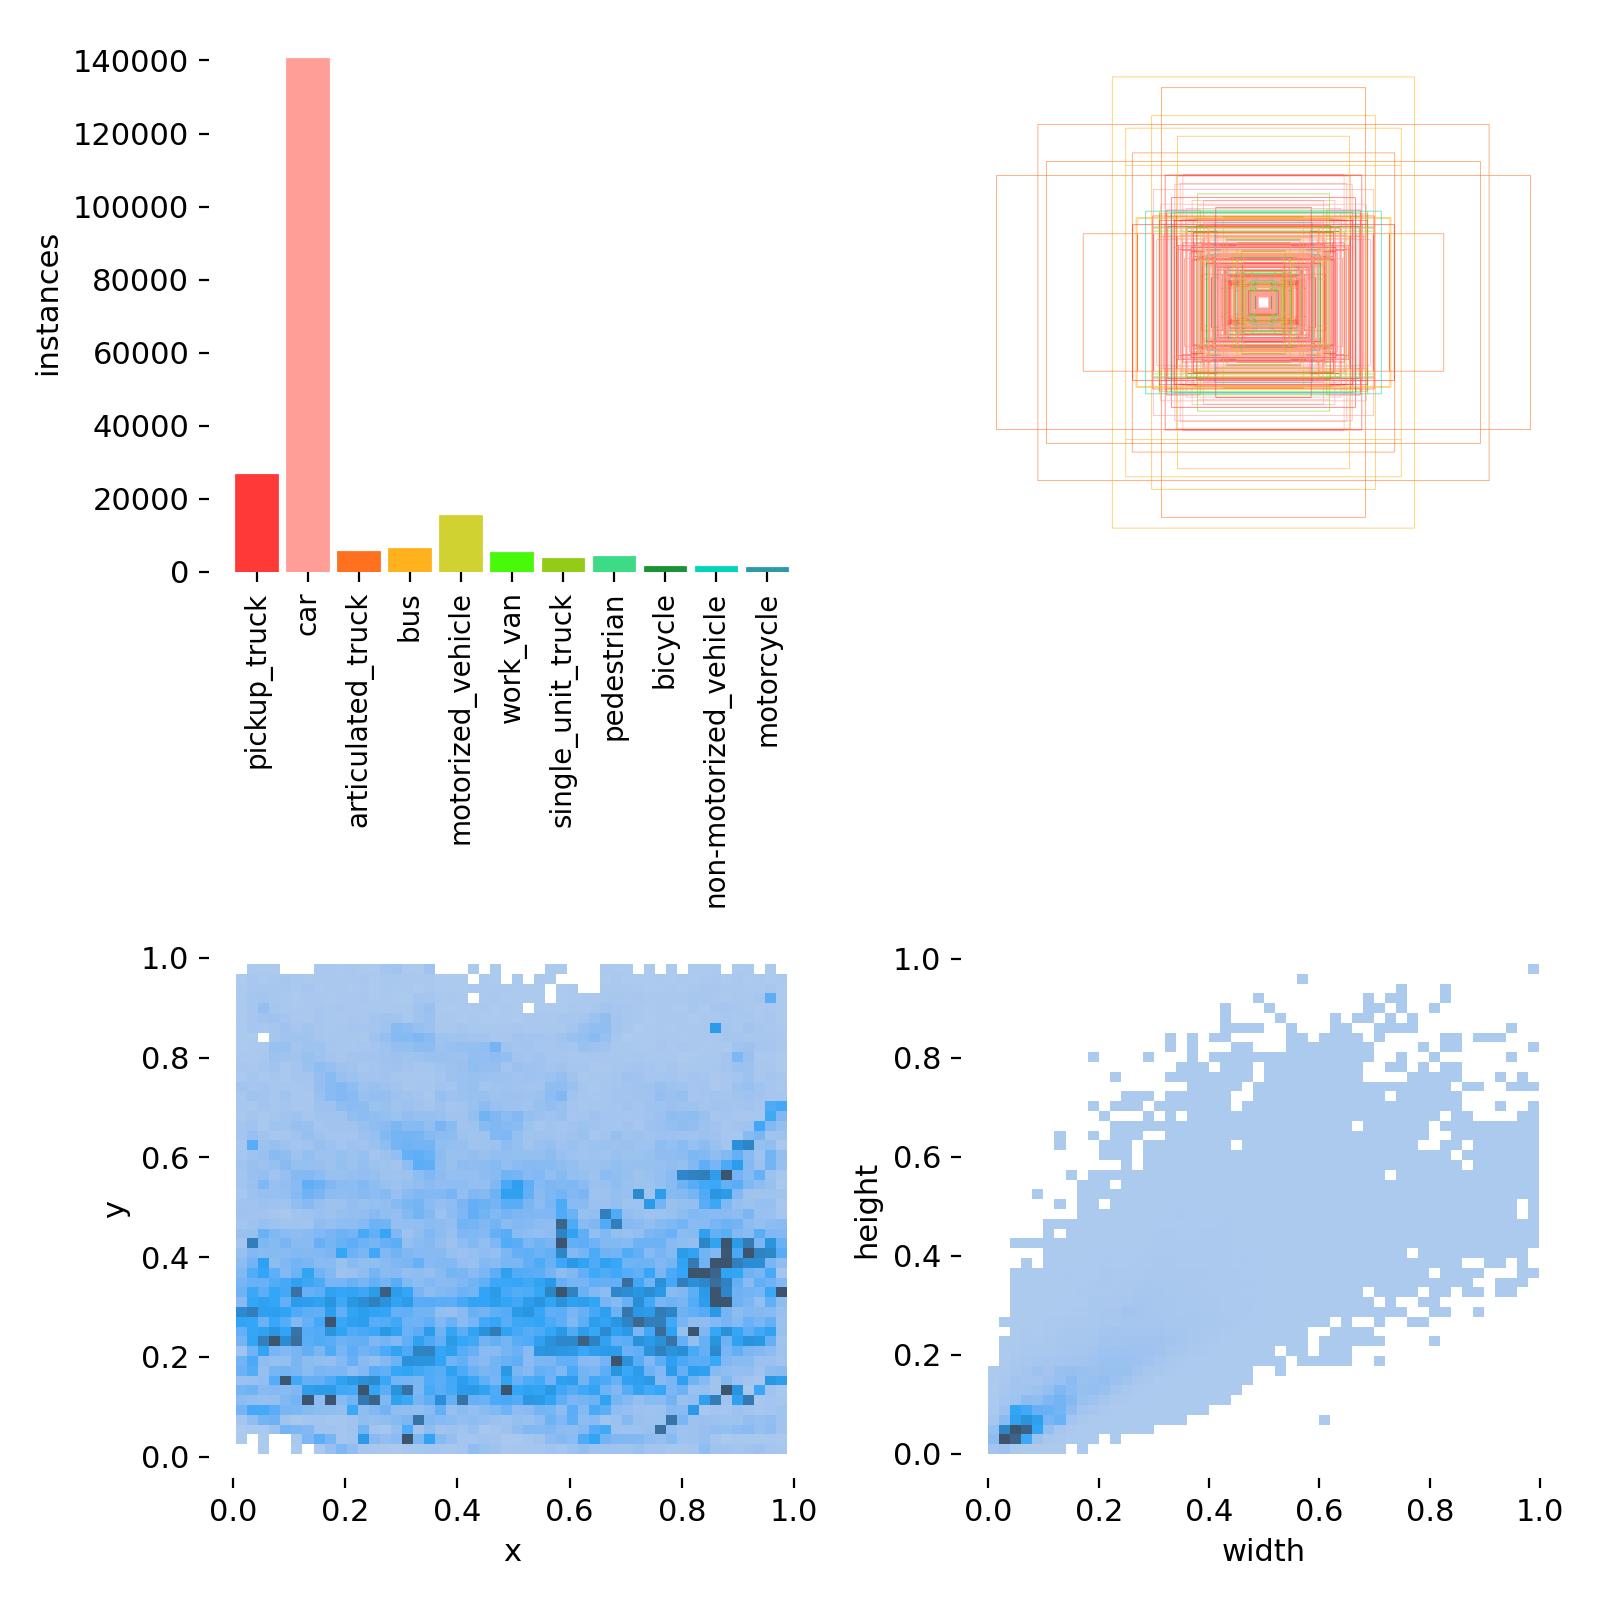 140000
120000
100000
80000
60000
40000
20000
0
instances
pickup_truck
car
articulated_truck
bus
motorized_vehicle
work_van
single_unit_truck
pedestrian
bicycle
non-motorized_vehicle
motorcycle
1.0
0.8
0.6
0.4
0.2
0.0
y
0.0 0.2 0.4 0.6 0.8 1.0
x
1.0
0.8
0.6
0.4
0.2
0.0
height
0.0 0.2 0.4 0.6 0.8 1.0
width